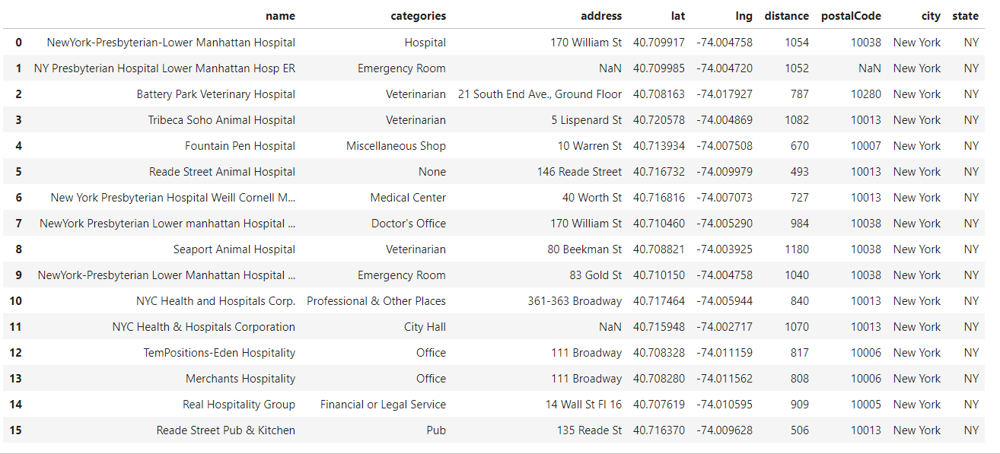 name categories address lat lng distance postalCode city state
0 NewYork-Presbyterian-Lower Manhattan Hospital Hospital 170 William St 40.709917 -74.004758 1054 10038 New York NY
1 NY Presbyterian Hospital Lower Manhattan Hosp ER Emergency Room NaN 40.709985 -74.004720 1052 NaN New York NY
2 Battery Park Veterinary Hospital Veterinarian 21 South End Ave., Ground Floor 40.708163 -74.017927 787 10280 New York NY
3 Tribeca Soho Animal Hospital Veterinarian 5 Lispenard St 40.720578 -74.004869 1082 10013 New York NY
4 Fountain Pen Hospital Miscellaneous Shop 10 Warren St 40.713934 -74.007508 670 10007 New York NY
5 Reade Street Animal Hospital None 146 Reade Street 40.716732 -74.009979 493 10013 New York NY
6 New York Presbyterian Hospital Weill Cornell M... Medical Center 40 Worth St 40.716816 -74.007073 727 10013 New York NY
7 NewYork Presbyterian Lower manhattan Hospital ... Doctor's Office 170 William St 40.710460 -74.005290 984 10038 New York NY
8 Seaport Animal Hospital Veterinarian 80 Beekman St 40.708821 -74.003925 1180 10038 New York NY
9 NewYork-Presbyterian Lower Manhattan Hospital ... Emergency Room 83 Gold St 40.710150 -74.004758 1040 10038 New York NY
10 NYC Health and Hospitals Corp. Professional & Other Places 361-363 Broadway 40.717464 -74.005944 840 10013 New York NY
11 NYC Health & Hospitals Corporation City Hall NaN 40.715948 -74.002717 1070 10013 New York NY
12 TemPositions-Eden Hospitality Office 111 Broadway 40.708328 -74.011159 817 10006 New York NY
13 Merchants Hospitality Office 111 Broadway 40.708280 -74.011562 808 10006 New York NY
14 Real Hospitality Group Financial or Legal Service 14 Wall St Fl 16 40.707619 -74.010595 909 10005 New York NY
15 Reade Street Pub & Kitchen Pub 135 Reade St 40.716370 -74.009628 506 10013 New York NY